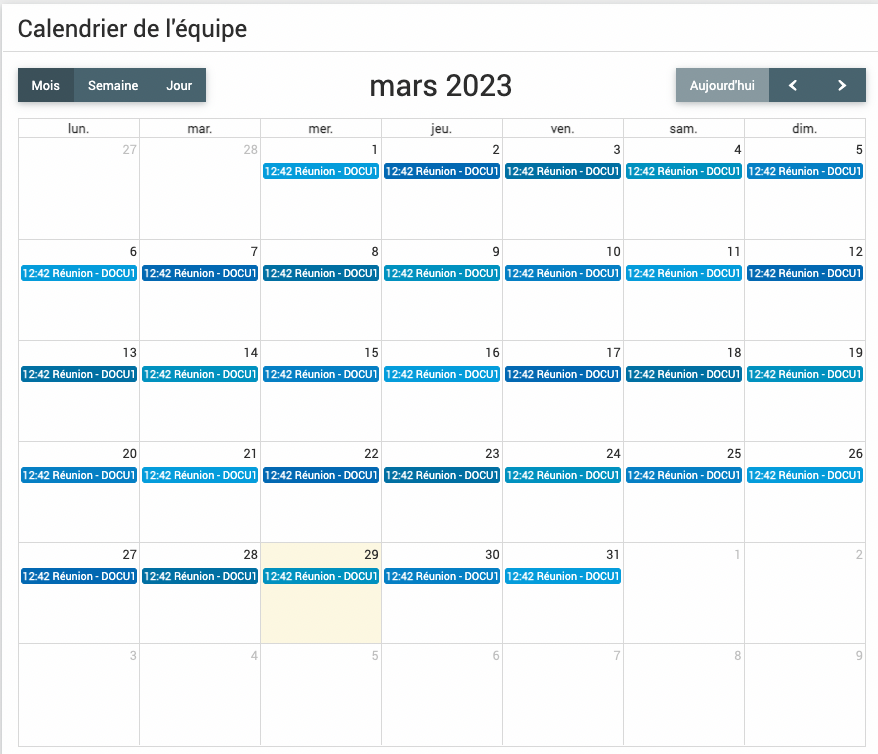 Calendrier de l'équipe
Mois Semaine Jour mars 2023 Aujourd'hui
lun. mar. mer. jeu. ven. sam. dim.
27 28 1 2 3 4 5
12:42 Réunion - DOCU1 12:42 Réunion - DOCU1 12:42 Réunion - DOCU1 12:42 Réunion - DOCU1 12:42 Réunion - DOCU1
6 7 8 9 10 11 12
12:42 Réunion - DOCU1 12:42 Réunion - DOCU1 12:42 Réunion - DOCU1 12:42 Réunion - DOCU1 12:42 Réunion - DOCU1 12:42 Réunion - DOCU1 12:42 Réunion - DOCU1
13 14 15 16 17 18 19
12:42 Réunion - DOCU1 12:42 Réunion - DOCU1 12:42 Réunion - DOCU1 12:42 Réunion - DOCU1 12:42 Réunion - DOCU1 12:42 Réunion - DOCU1 12:42 Réunion - DOCU1
20 21 22 23 24 25 26
12:42 Réunion - DOCU1 12:42 Réunion - DOCU1 12:42 Réunion - DOCU1 12:42 Réunion - DOCU1 12:42 Réunion - DOCU1 12:42 Réunion - DOCU1 12:42 Réunion - DOCU1
27 28 29 30 31 1 2
12:42 Réunion - DOCU1 12:42 Réunion - DOCU1 12:42 Réunion - DOCU1 12:42 Réunion - DOCU1 12:42 Réunion - DOCU1
3 4 5 6 7 8 9